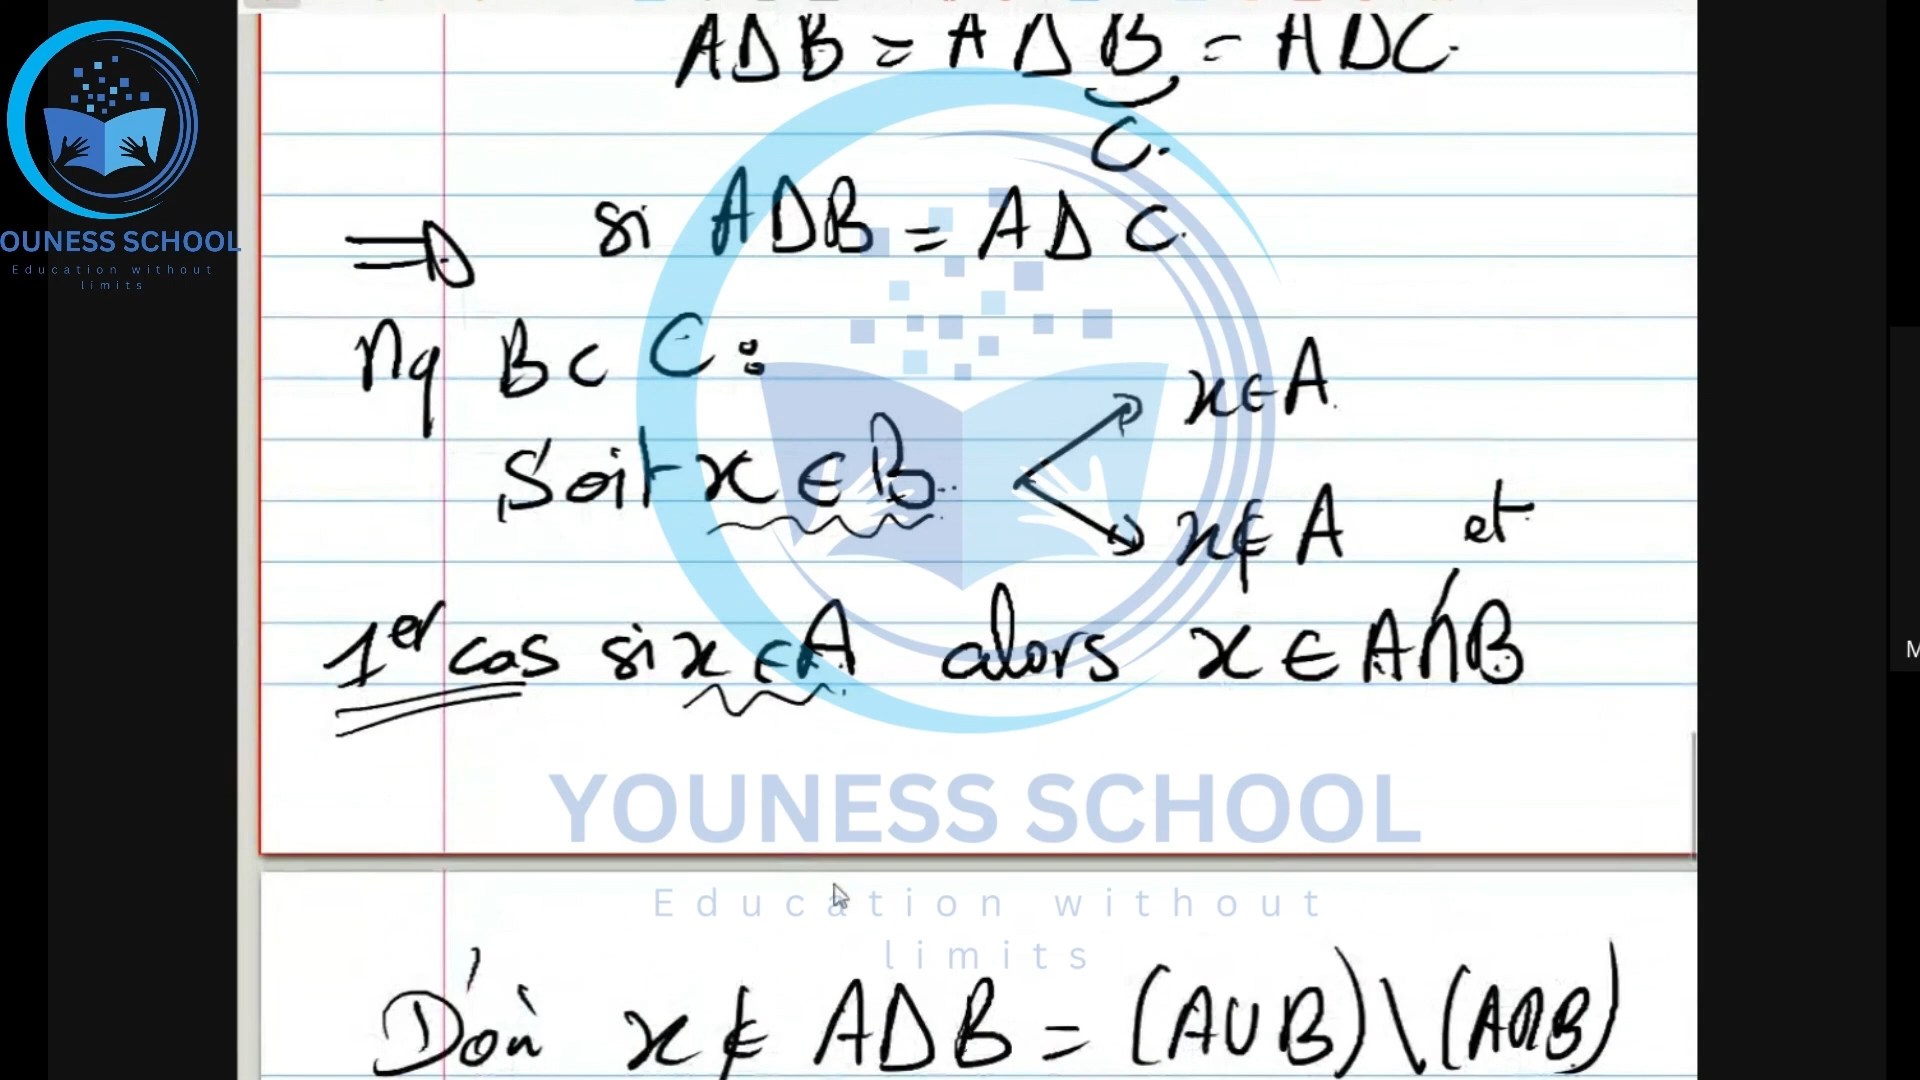 AΔB = AΔB = AΔC.
C.
⇒ si AΔB = AΔC.
OUNESS SCHOOL
Education without
limits
Mq B ⊂ C :
x ∈ A.
Soit x ∈ B
x ∉ A et
1er cas si x ∈ A alors x ∈ A∩B
M
YOUNESS SCHOOL
Education without
limits
D'où x ∉ AΔB = (A∪B)\(A∩B)